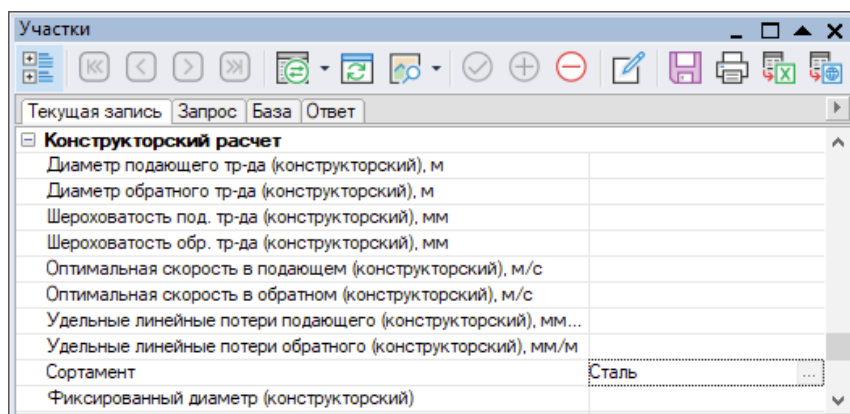 Участки
Текущая запись Запрос База Ответ
Конструкторский расчет
Диаметр подающего тр-да (конструкторский), м
Диаметр обратного тр-да (конструкторский), м
Шероховатость под. тр-да (конструкторский), мм
Шероховатость обр. тр-да (конструкторский), мм
Оптимальная скорость в подающем (конструкторский), м/с
Оптимальная скорость в обратном (конструкторский), м/с
Удельные линейные потери подающего (конструкторский), мм...
Удельные линейные потери обратного (конструкторский), мм/м
Сортамент Сталь ...
Фиксированный диаметр (конструкторский)